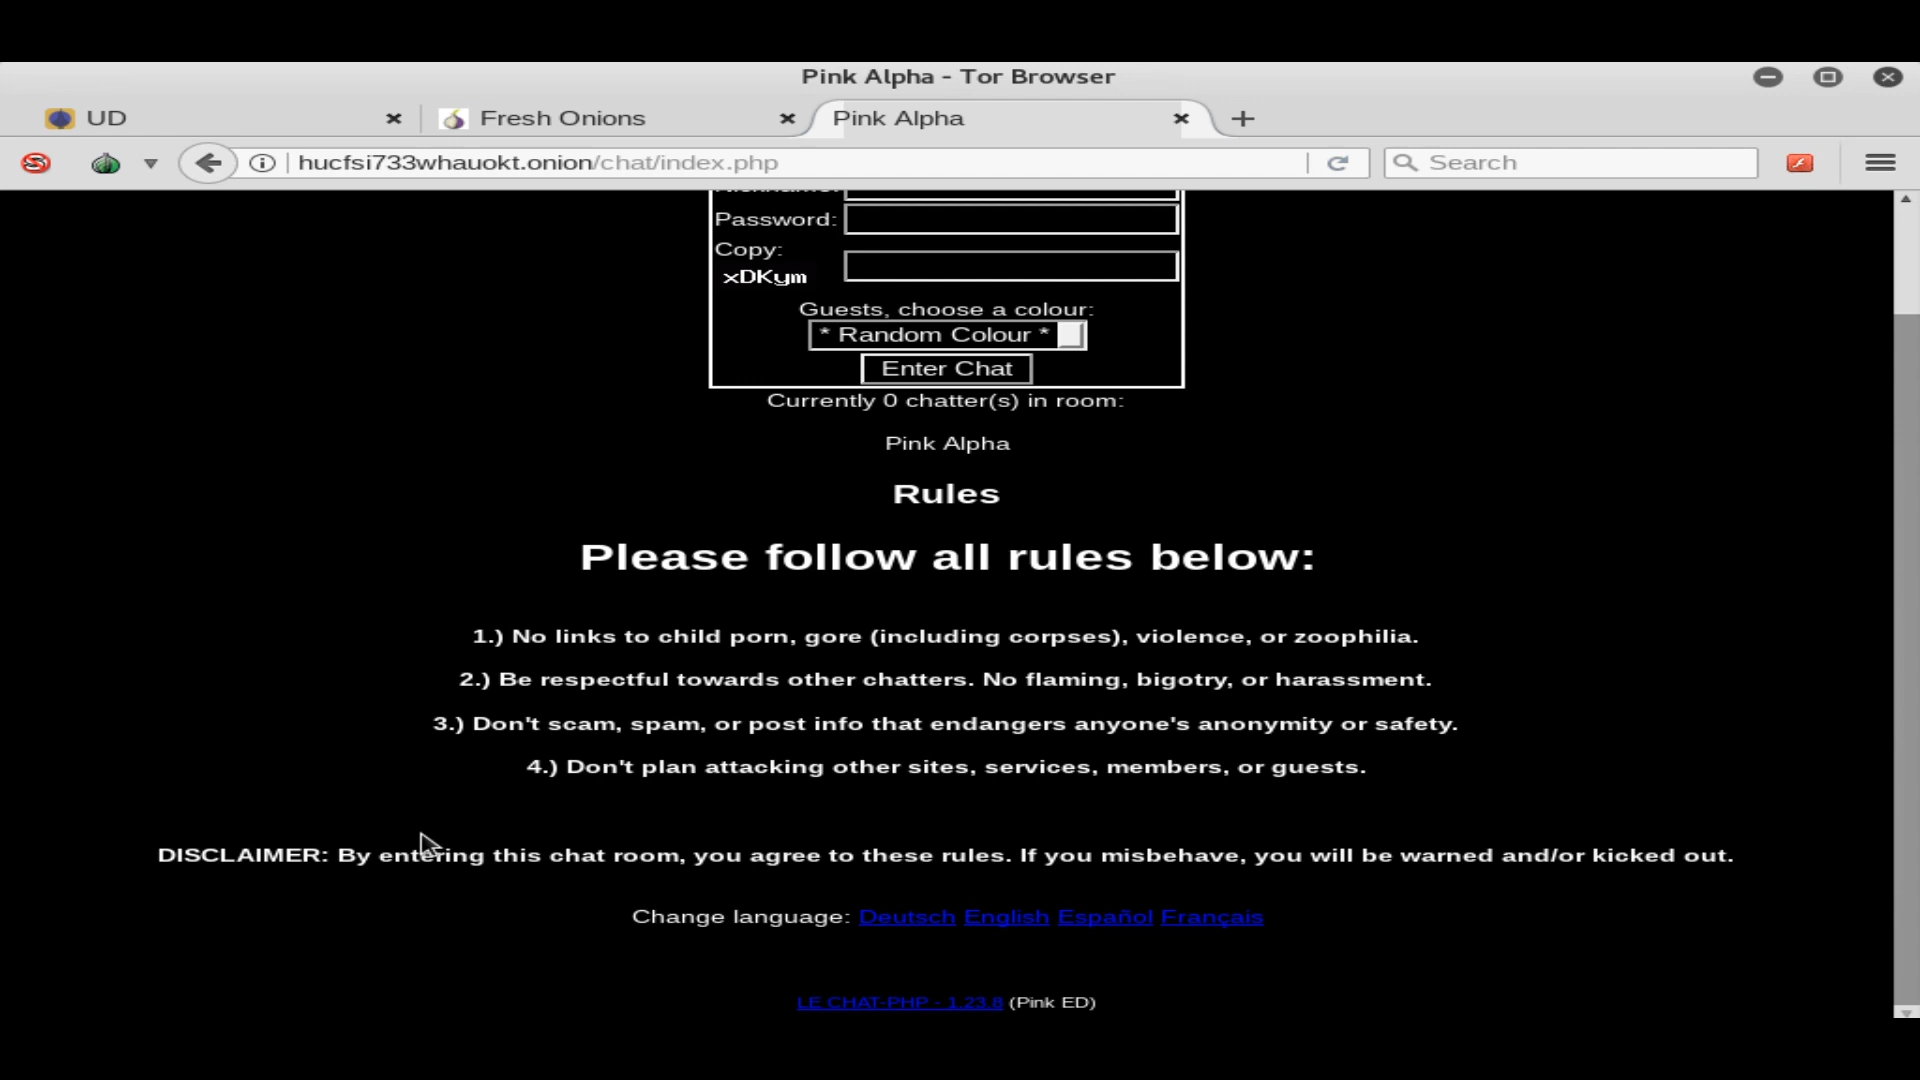 Pink Alpha - Tor Browser
UD
Fresh Onions
Pink Alpha
hucfsi733whauokt.onion/chat/index.php
Search
Password:
Copy:
xDKym
Guests, choose a colour:
* Random Colour *
Enter Chat
Currently 0 chatter(s) in room:
Pink Alpha
Rules
Please follow all rules below:
1.) No links to child porn, gore (including corpses), violence, or zoophilia.
2.) Be respectful towards other chatters. No flaming, bigotry, or harassment.
3.) Don't scam, spam, or post info that endangers anyone's anonymity or safety.
4.) Don't plan attacking other sites, services, members, or guests.
DISCLAIMER: By entering this chat room, you agree to these rules. If you misbehave, you will be warned and/or kicked out.
Change language: Deutsch English Español Français
LE CHAT-PHP - 1.23.8 (Pink ED)